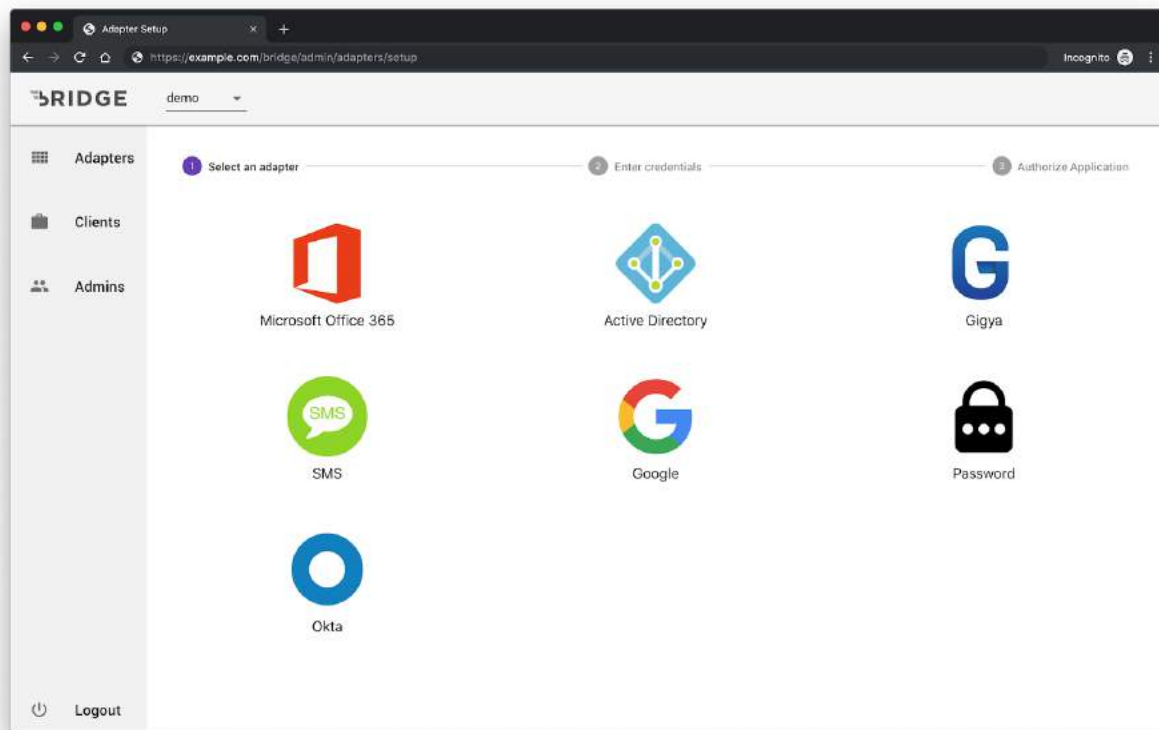 Adapter Setup
https://example.com/bridge/admin/adapters/setup
Incognito
BRIDGE
demo
Adapters
Clients
Admins
Logout
1 Select an adapter
2 Enter credentials
3 Authorize Application
Microsoft Office 365
Active Directory
Gigya
SMS
SMS
Google
Password
Okta